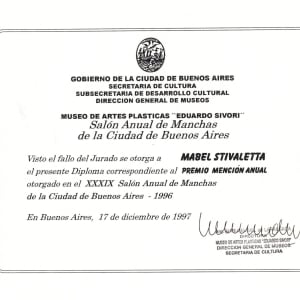 GOBIERNO DE LA CIUDAD DE BUENOS AIRES
SECRETARIA DE CULTURA
SUBSECRETARIA DE DESARROLLO CULTURAL
DIRECCION GENERAL DE MUSEOS
MUSEO DE ARTES PLASTICAS "EDUARDO SIVORI"
Salón Anual de Manchas
de la Ciudad de Buenos Aires
Visto el fallo del Jurado se otorga a MABEL STIVALETTA
el presente Diploma correspondiente al PREMIO MENCIÓN ANUAL
otorgado en el XXXIX Salón Anual de Manchas
de la Ciudad de Buenos Aires - 1996
En Buenos Aires, 17 de diciembre de 1997
MUSEO DE ARTES PLASTICAS "EDUARDO SIVORI"
DIRECCION GENERAL DE MUSEOS
SECRETARIA DE CULTURA